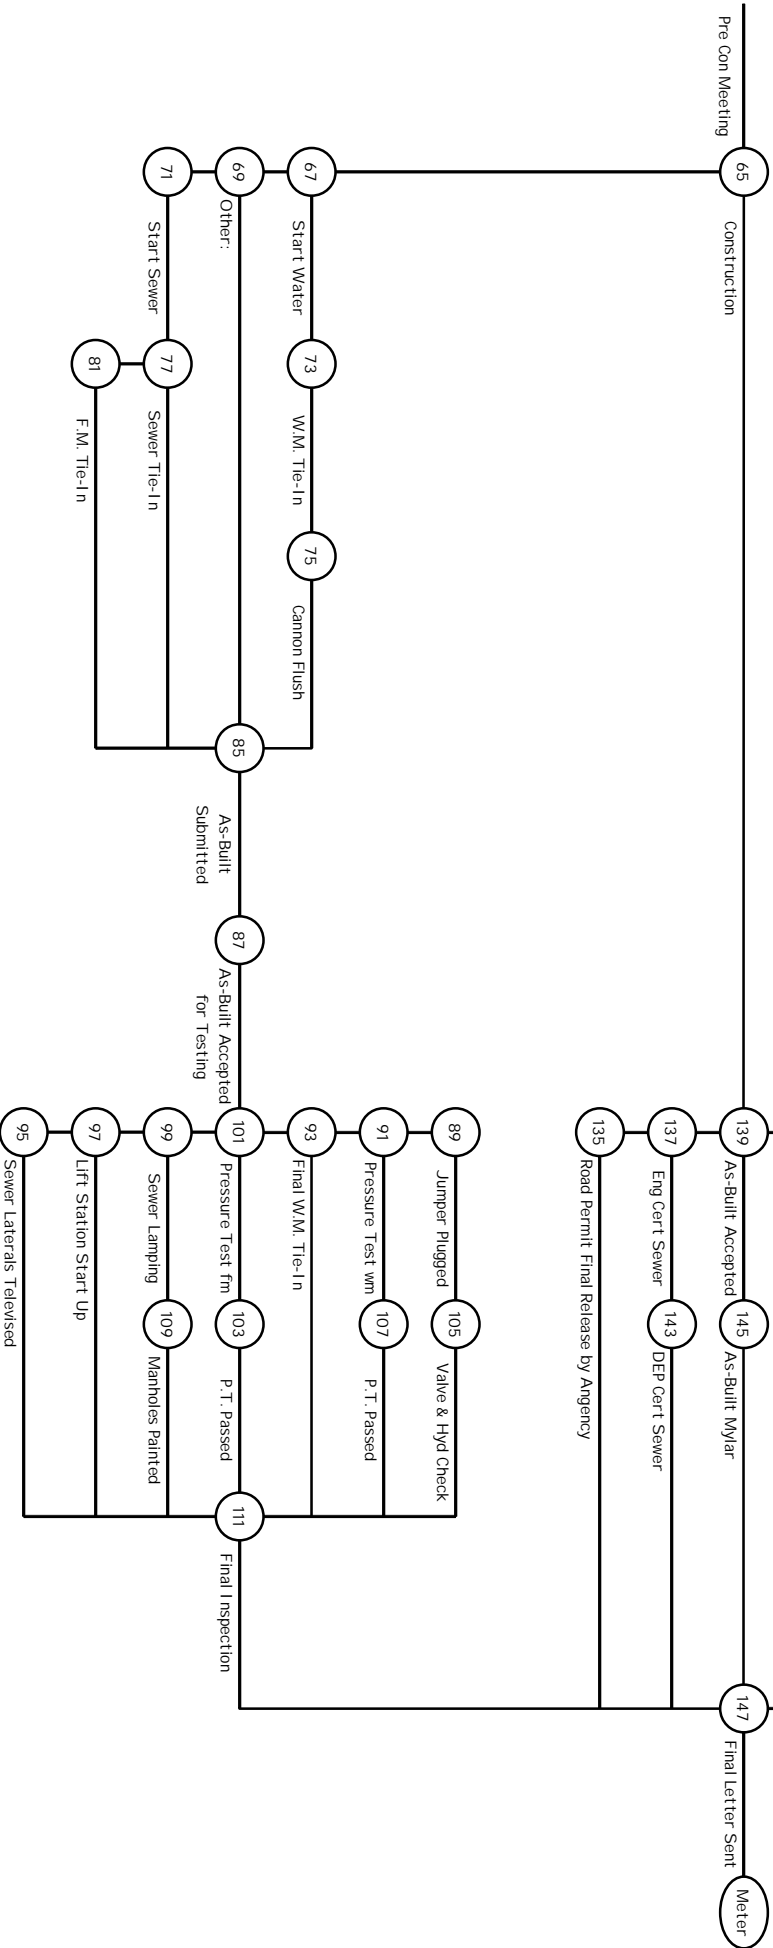 Pre Con Meeting
65
Construction
139
As-Built Accepted
145
As-Built Mylar
147
Final Letter Sent
Meter
137
Eng Cert Sewer
143
DEP Cert Sewer
135
Road Permit Final Release by Angency
89
Jumper Plugged
105
Valve & Hyd Check
91
Pressure Test wm
107
P.T. Passed
67
Start Water
73
W.M. Tie-In
75
Cannon Flush
93
Final W.M. Tie-In
69
Other:
85
As-Built
Submitted
87
As-Built Accepted
for Testing
101
Pressure Test fm
103
P.T. Passed
111
Final Inspection
71
Start Sewer
77
Sewer Tie-In
99
Sewer Lamping
109
Manholes Painted
81
F.M. Tie-In
97
Lift Station Start Up
95
Sewer Laterals Televised